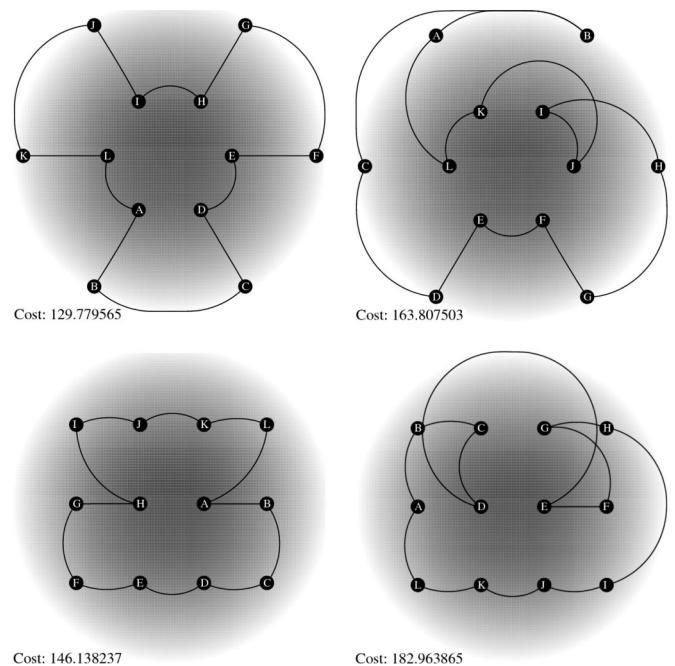 J G
I H
K L E F
A D
B C
Cost: 129.779565
A B
K I
C L J H
E F
D G
Cost: 163.807503
I J K L
G H A B
F E D C
Cost: 146.138237
B C G H
A D E F
L K J I
Cost: 182.963865